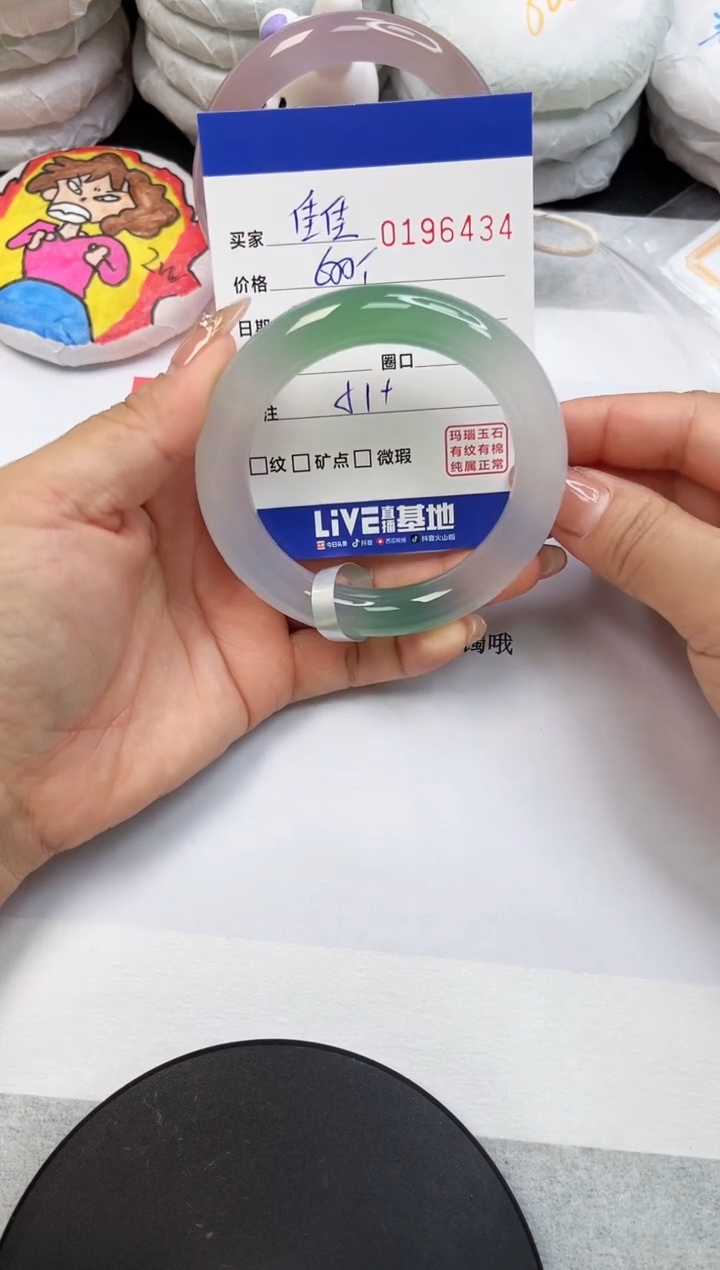 买家 佳佳 0196434
价格 600
日期
圈口
注
□纹 □矿点 □微瑕
玛瑙玉石
有纹有棉
纯属正常
LiVE直播基地
今日头条 抖音 西瓜视频 抖音火山版
哦